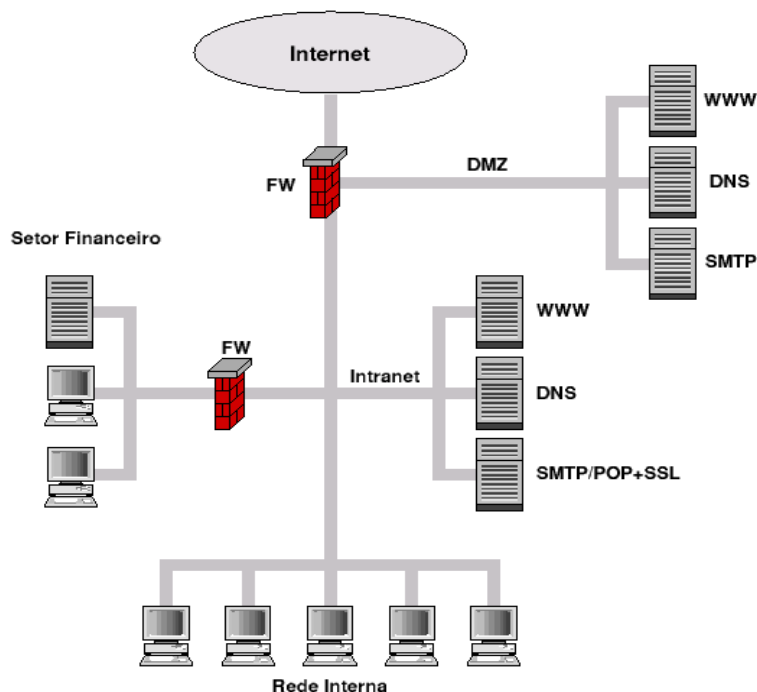 Internet
WWW
FW
DMZ
DNS
Setor Financeiro
SMTP
WWW
FW
Intranet
DNS
SMTP/POP+SSL
Rede Interna